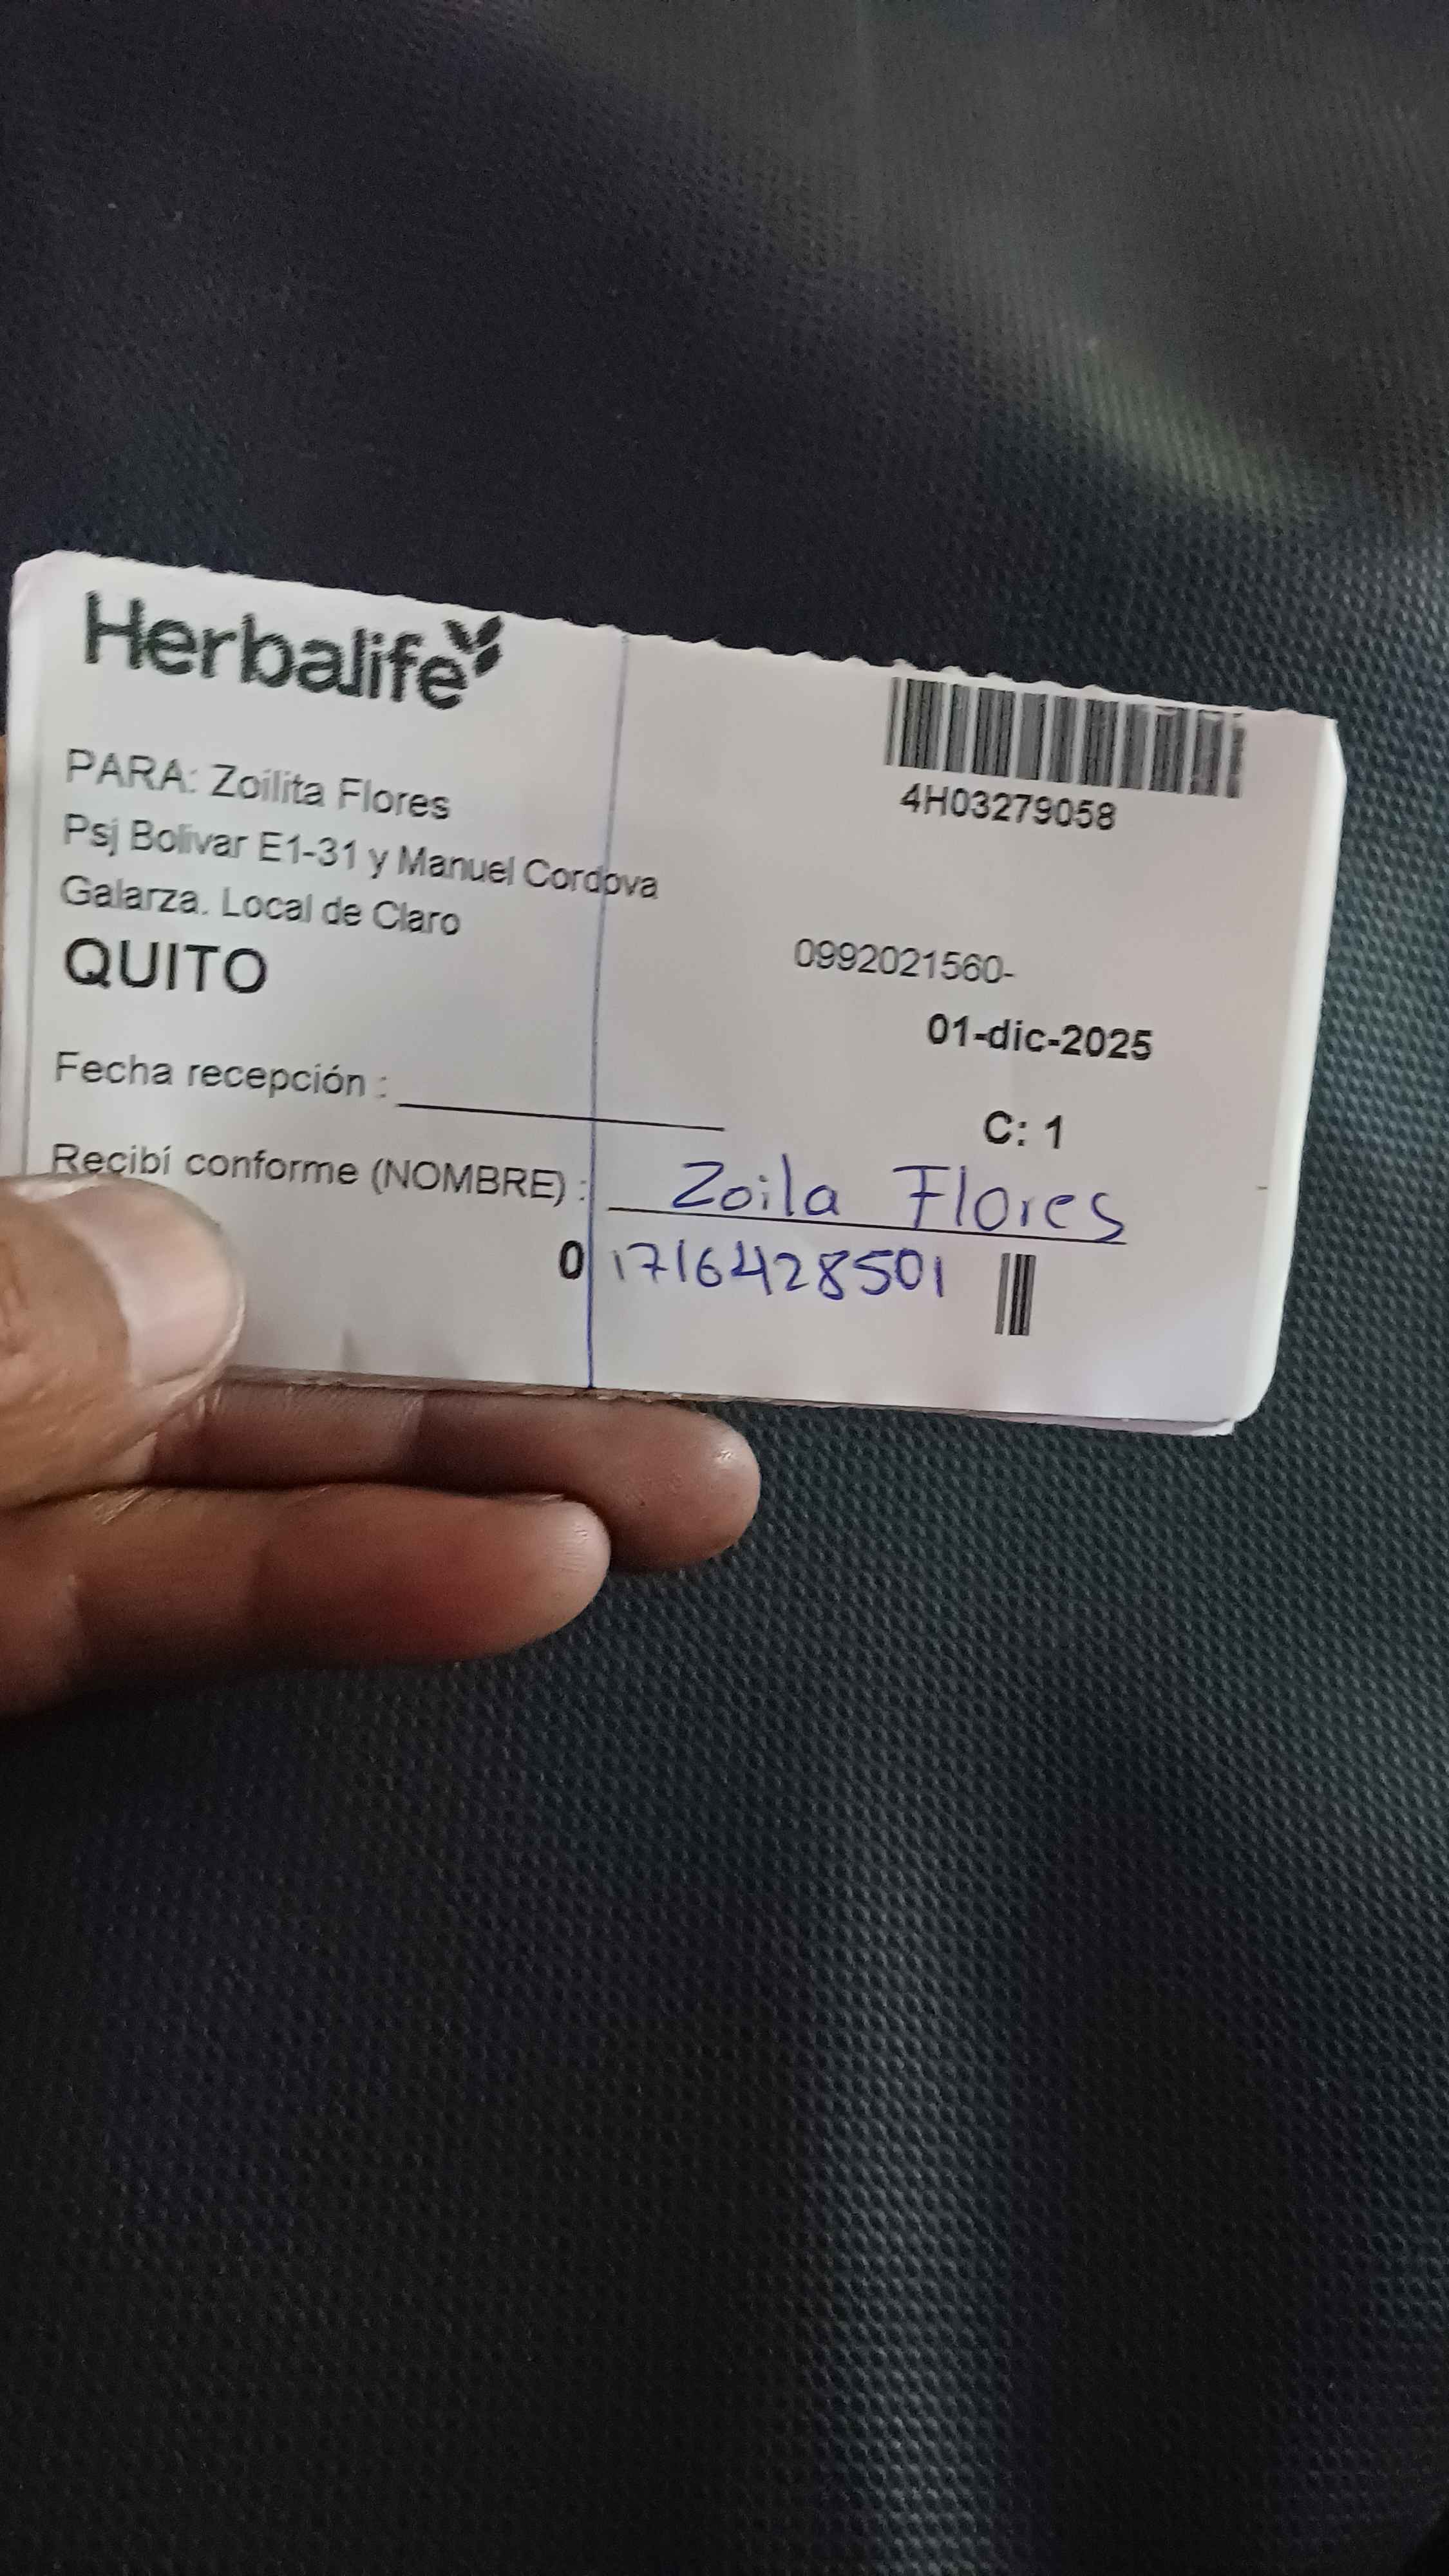 Herbalife
4H03279058
PARA: Zoilita Flores
Psj Bolivar E1-31 y Manuel Cordova
Galarza. Local de Claro
QUITO
0992021560-
01-dic-2025
Fecha recepción :
C: 1
Recibí conforme (NOMBRE) : Zoila Flores
0 1716428501